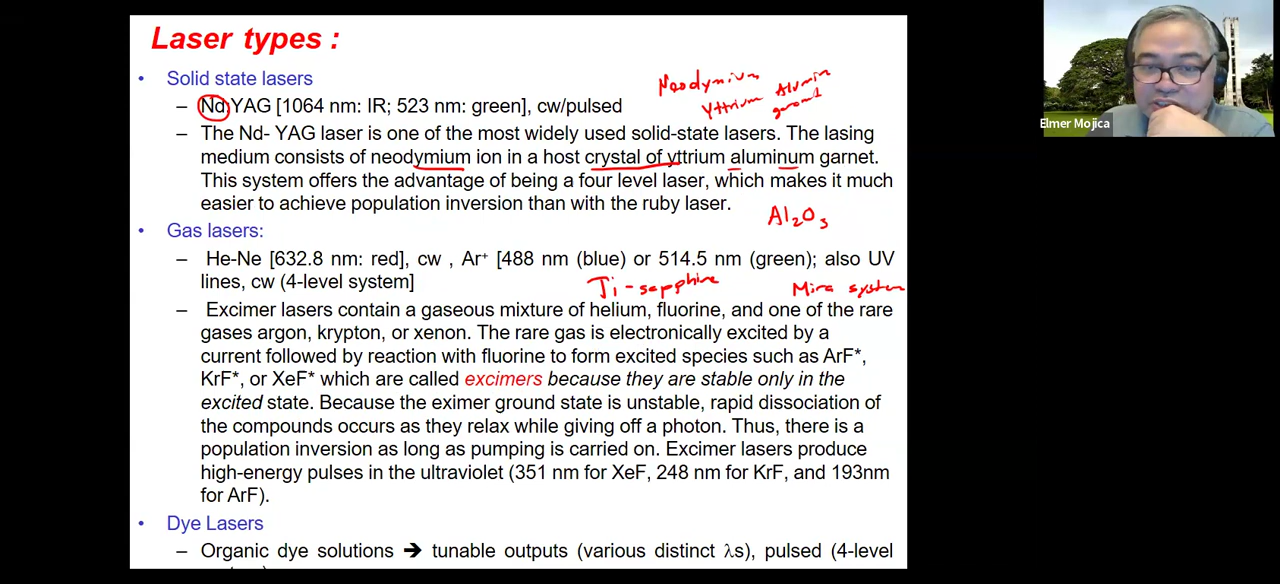 Laser types :
• Solid state lasers
Neodymium
Yttrium Alumin
garnet
– Nd:YAG [1064 nm: IR; 523 nm: green], cw/pulsed
– The Nd- YAG laser is one of the most widely used solid-state lasers. The lasing
medium consists of neodymium ion in a host crystal of yttrium aluminum garnet.
This system offers the advantage of being a four level laser, which makes it much
easier to achieve population inversion than with the ruby laser.
Al2O3
• Gas lasers:
– He-Ne [632.8 nm: red], cw , Ar+ [488 nm (blue) or 514.5 nm (green); also UV
lines, cw (4-level system]
Ti-sapphire
Mira system
– Excimer lasers contain a gaseous mixture of helium, fluorine, and one of the rare
gases argon, krypton, or xenon. The rare gas is electronically excited by a
current followed by reaction with fluorine to form excited species such as ArF*,
KrF*, or XeF* which are called excimers because they are stable only in the
excited state. Because the eximer ground state is unstable, rapid dissociation of
the compounds occurs as they relax while giving off a photon. Thus, there is a
population inversion as long as pumping is carried on. Excimer lasers produce
high-energy pulses in the ultraviolet (351 nm for XeF, 248 nm for KrF, and 193nm
for ArF).
• Dye Lasers
– Organic dye solutions ➔ tunable outputs (various distinct λs), pulsed (4-level
Elmer Mojica